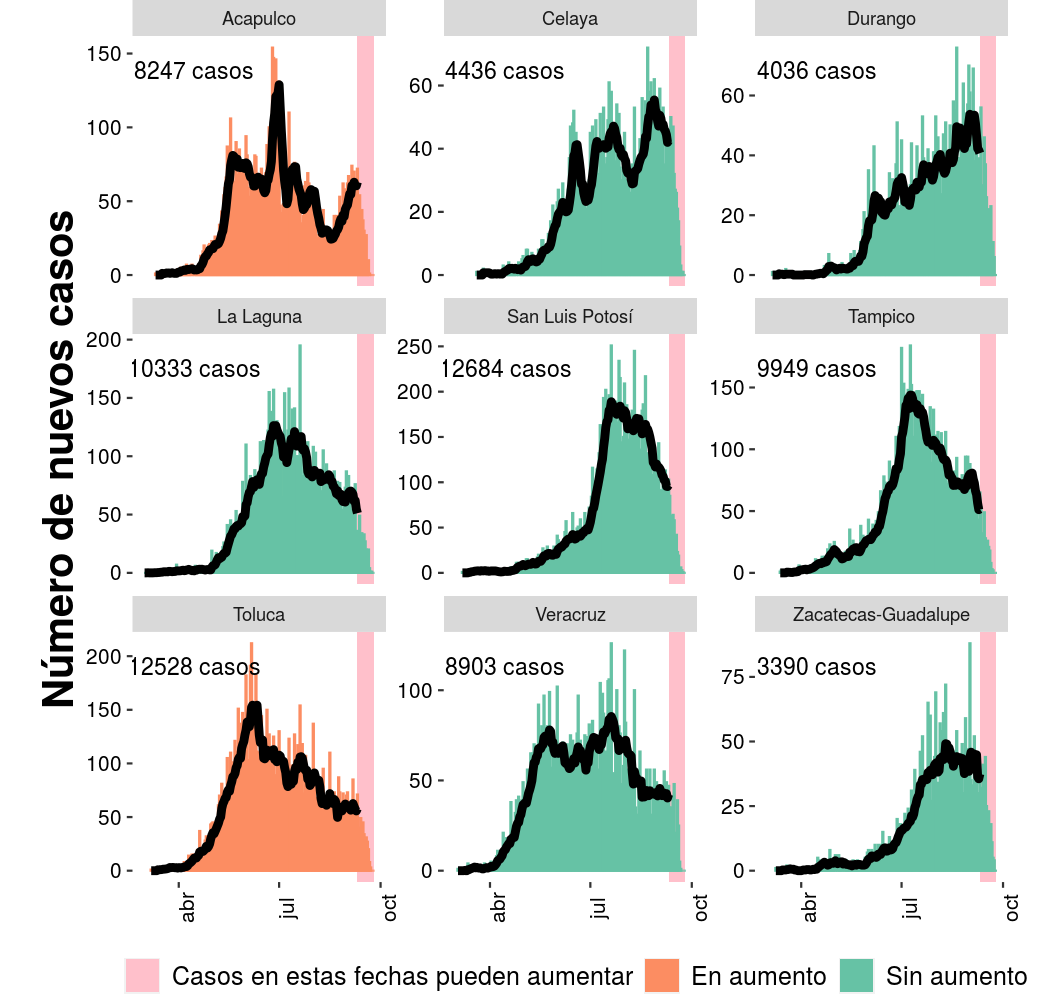 Número de nuevos casos
Acapulco
Celaya
Durango
150
100
50
0
8247 casos
60
40
20
0
4436 casos
60
40
20
0
4036 casos
La Laguna
San Luis Potosí
Tampico
200
150
100
50
0
10333 casos
250
200
150
100
50
0
12684 casos
150
100
50
0
9949 casos
Toluca
Veracruz
Zacatecas-Guadalupe
200
150
100
50
0
12528 casos
100
50
0
8903 casos
75
50
25
0
3390 casos
abr
jul
oct
abr
jul
oct
abr
jul
oct
Casos en estas fechas pueden aumentar
En aumento
Sin aumento